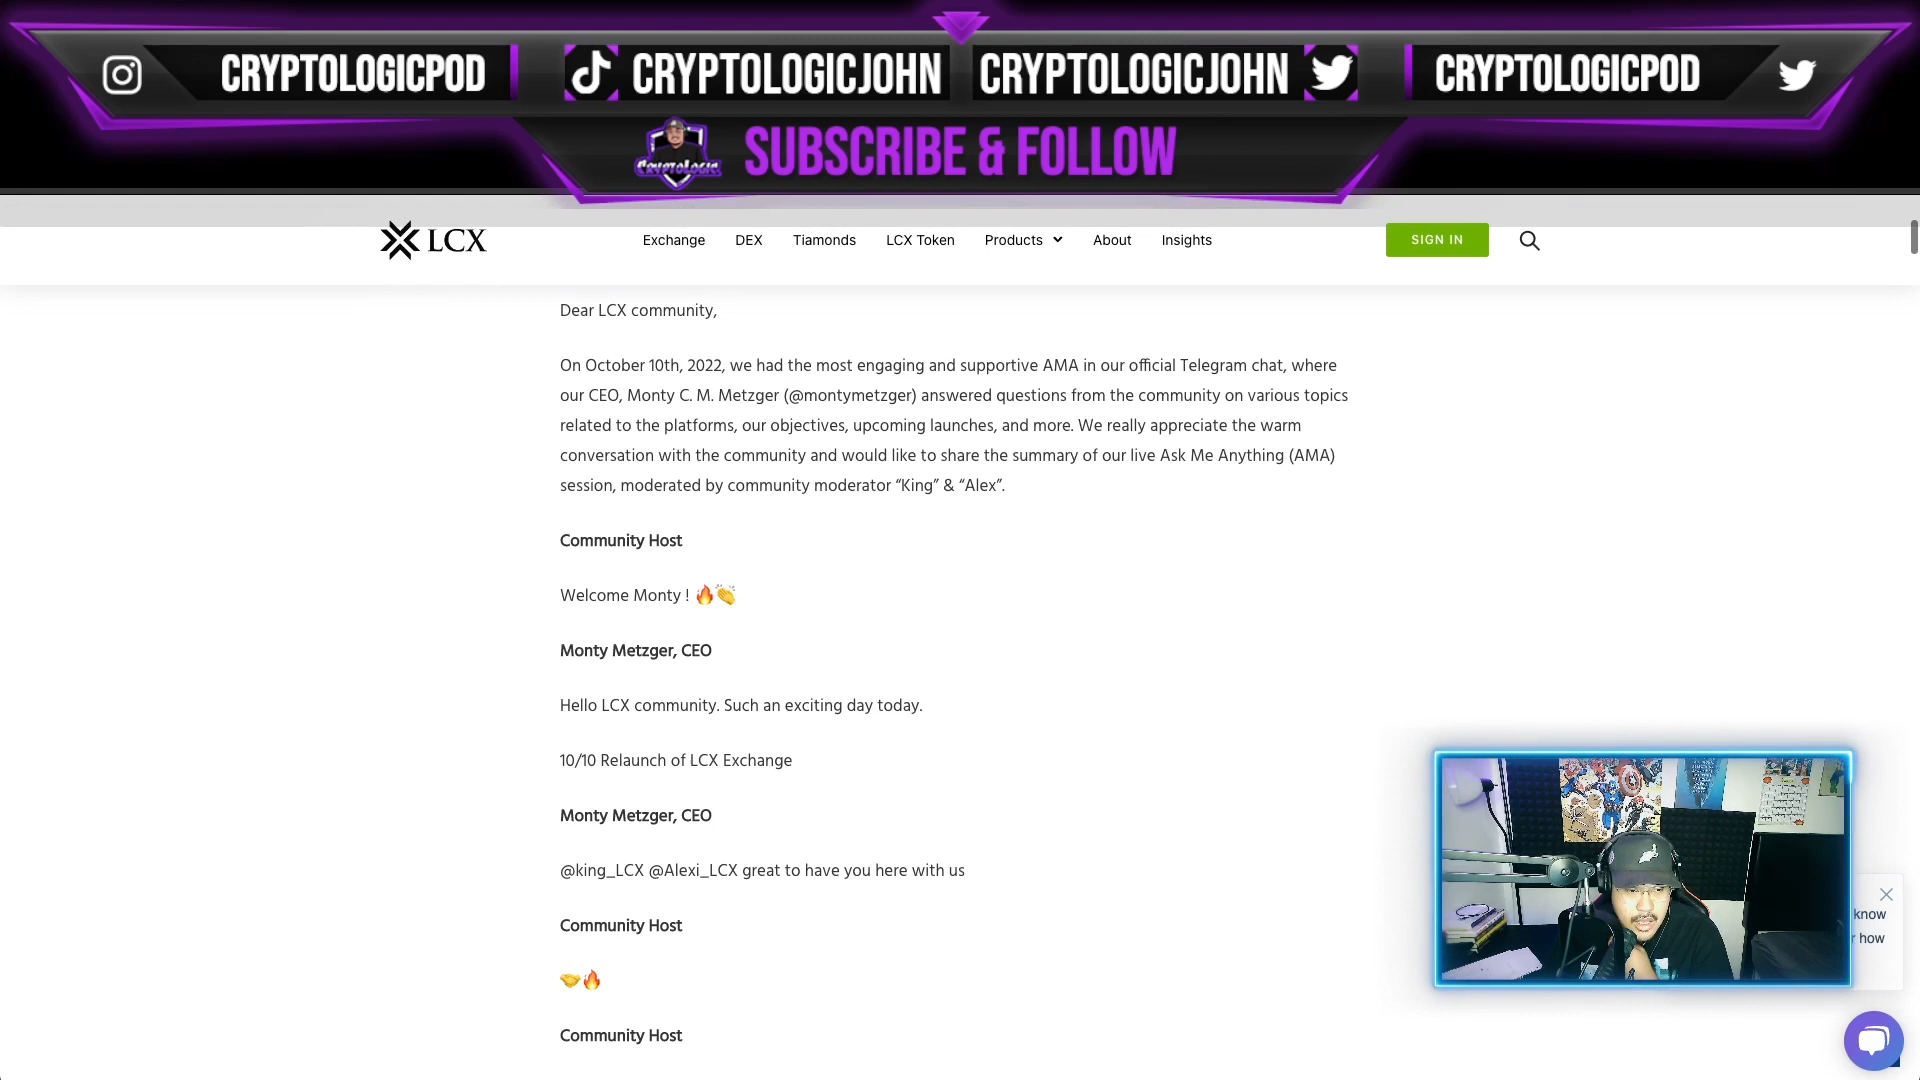 CRYPTOLOGICPOD
CRYPTOLOGICJOHN
CRYPTOLOGICJOHN
CRYPTOLOGICPOD
CRYPTOLOGIC
SUBSCRIBE & FOLLOW
LCX
Exchange
DEX
Tiamonds
LCX Token
Products
About
Insights
SIGN IN
Dear LCX community,
On October 10th, 2022, we had the most engaging and supportive AMA in our official Telegram chat, where
our CEO, Monty C. M. Metzger (@montymetzger) answered questions from the community on various topics
related to the platforms, our objectives, upcoming launches, and more. We really appreciate the warm
conversation with the community and would like to share the summary of our live Ask Me Anything (AMA)
session, moderated by community moderator “King” & “Alex”.
Community Host
Welcome Monty ! 🔥👏
Monty Metzger, CEO
Hello LCX community. Such an exciting day today.
10/10 Relaunch of LCX Exchange
Monty Metzger, CEO
@king_LCX @Alexi_LCX great to have you here with us
Community Host
🤝🔥
Community Host
know
how